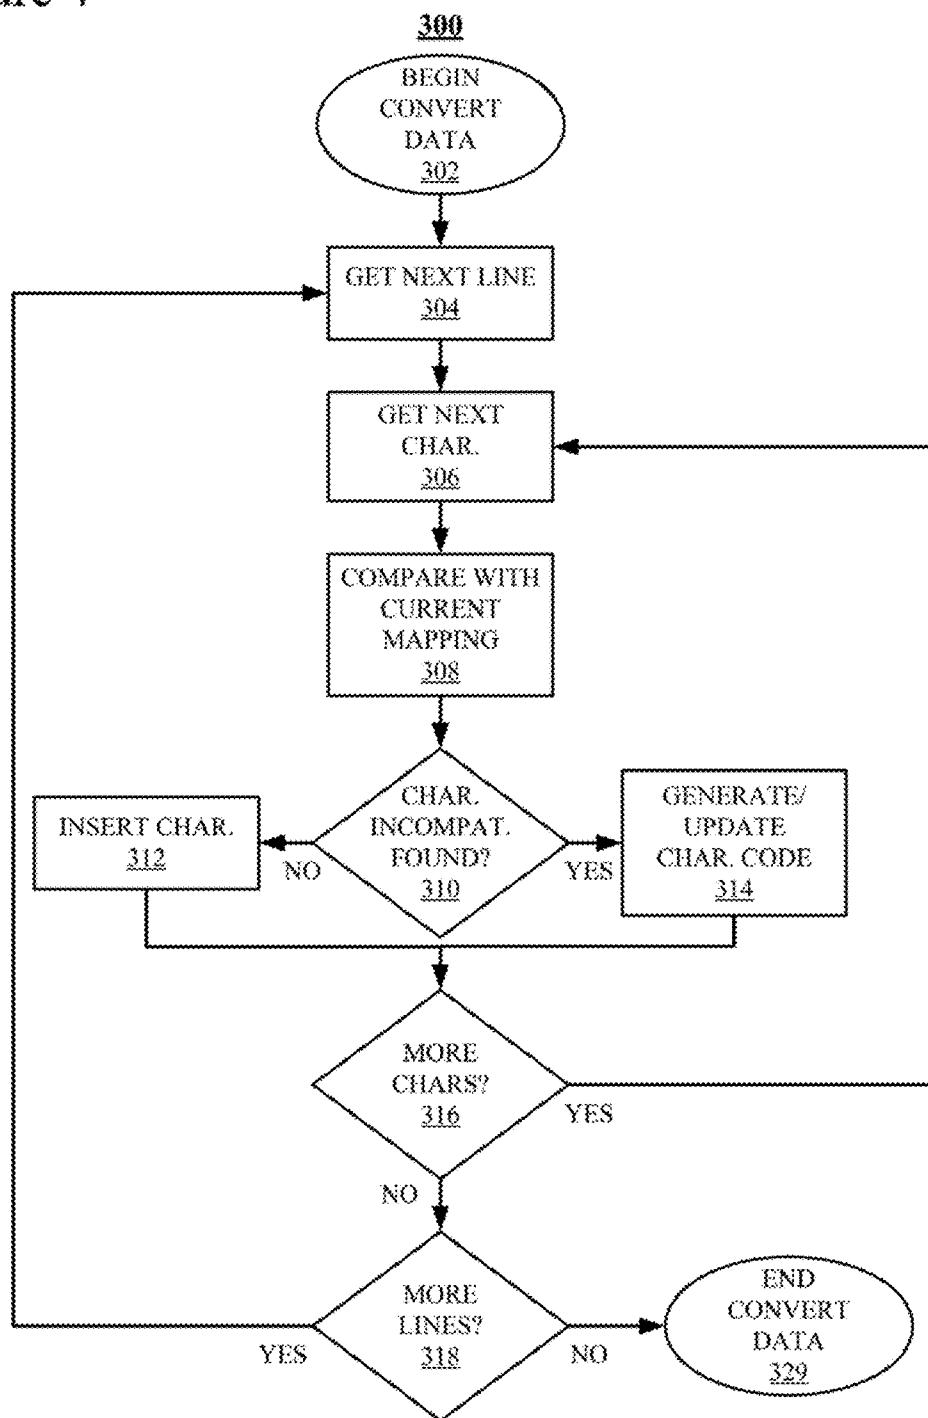 300
BEGIN
CONVERT
DATA
302
GET NEXT LINE
304
GET NEXT
CHAR.
306
COMPARE WITH
CURRENT
MAPPING
308
CHAR.
INCOMPAT.
FOUND?
310
NO
YES
INSERT CHAR.
312
GENERATE/
UPDATE
CHAR. CODE
314
MORE
CHARS?
316
YES
NO
MORE
LINES?
318
YES
NO
END
CONVERT
DATA
329